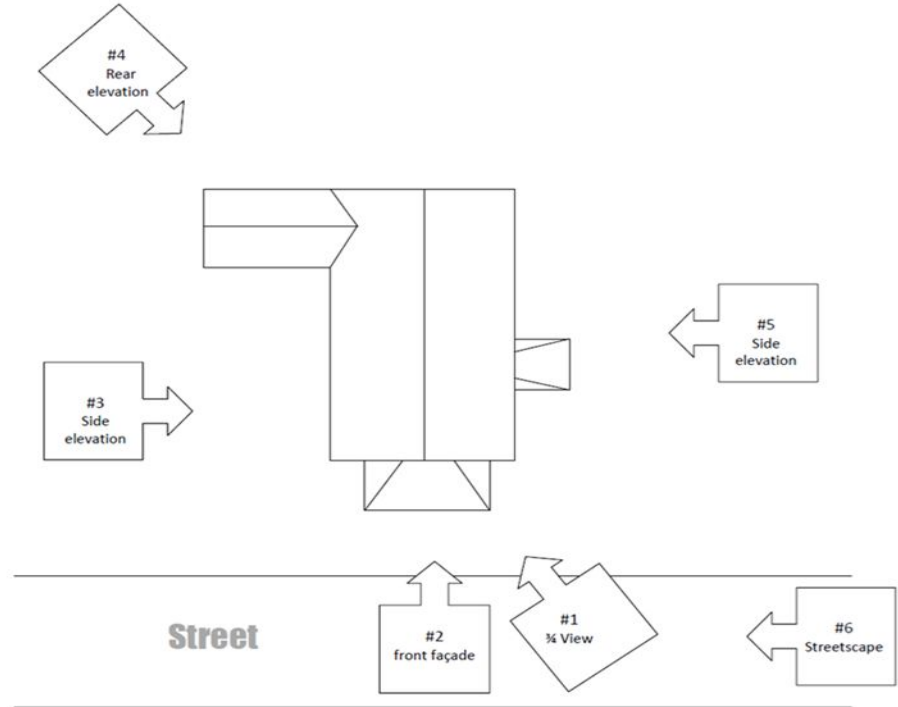 #4
Rear
elevation
#5
Side
elevation
#3
Side
elevation
Street
#2
front façade
#1
¾ View
#6
Streetscape